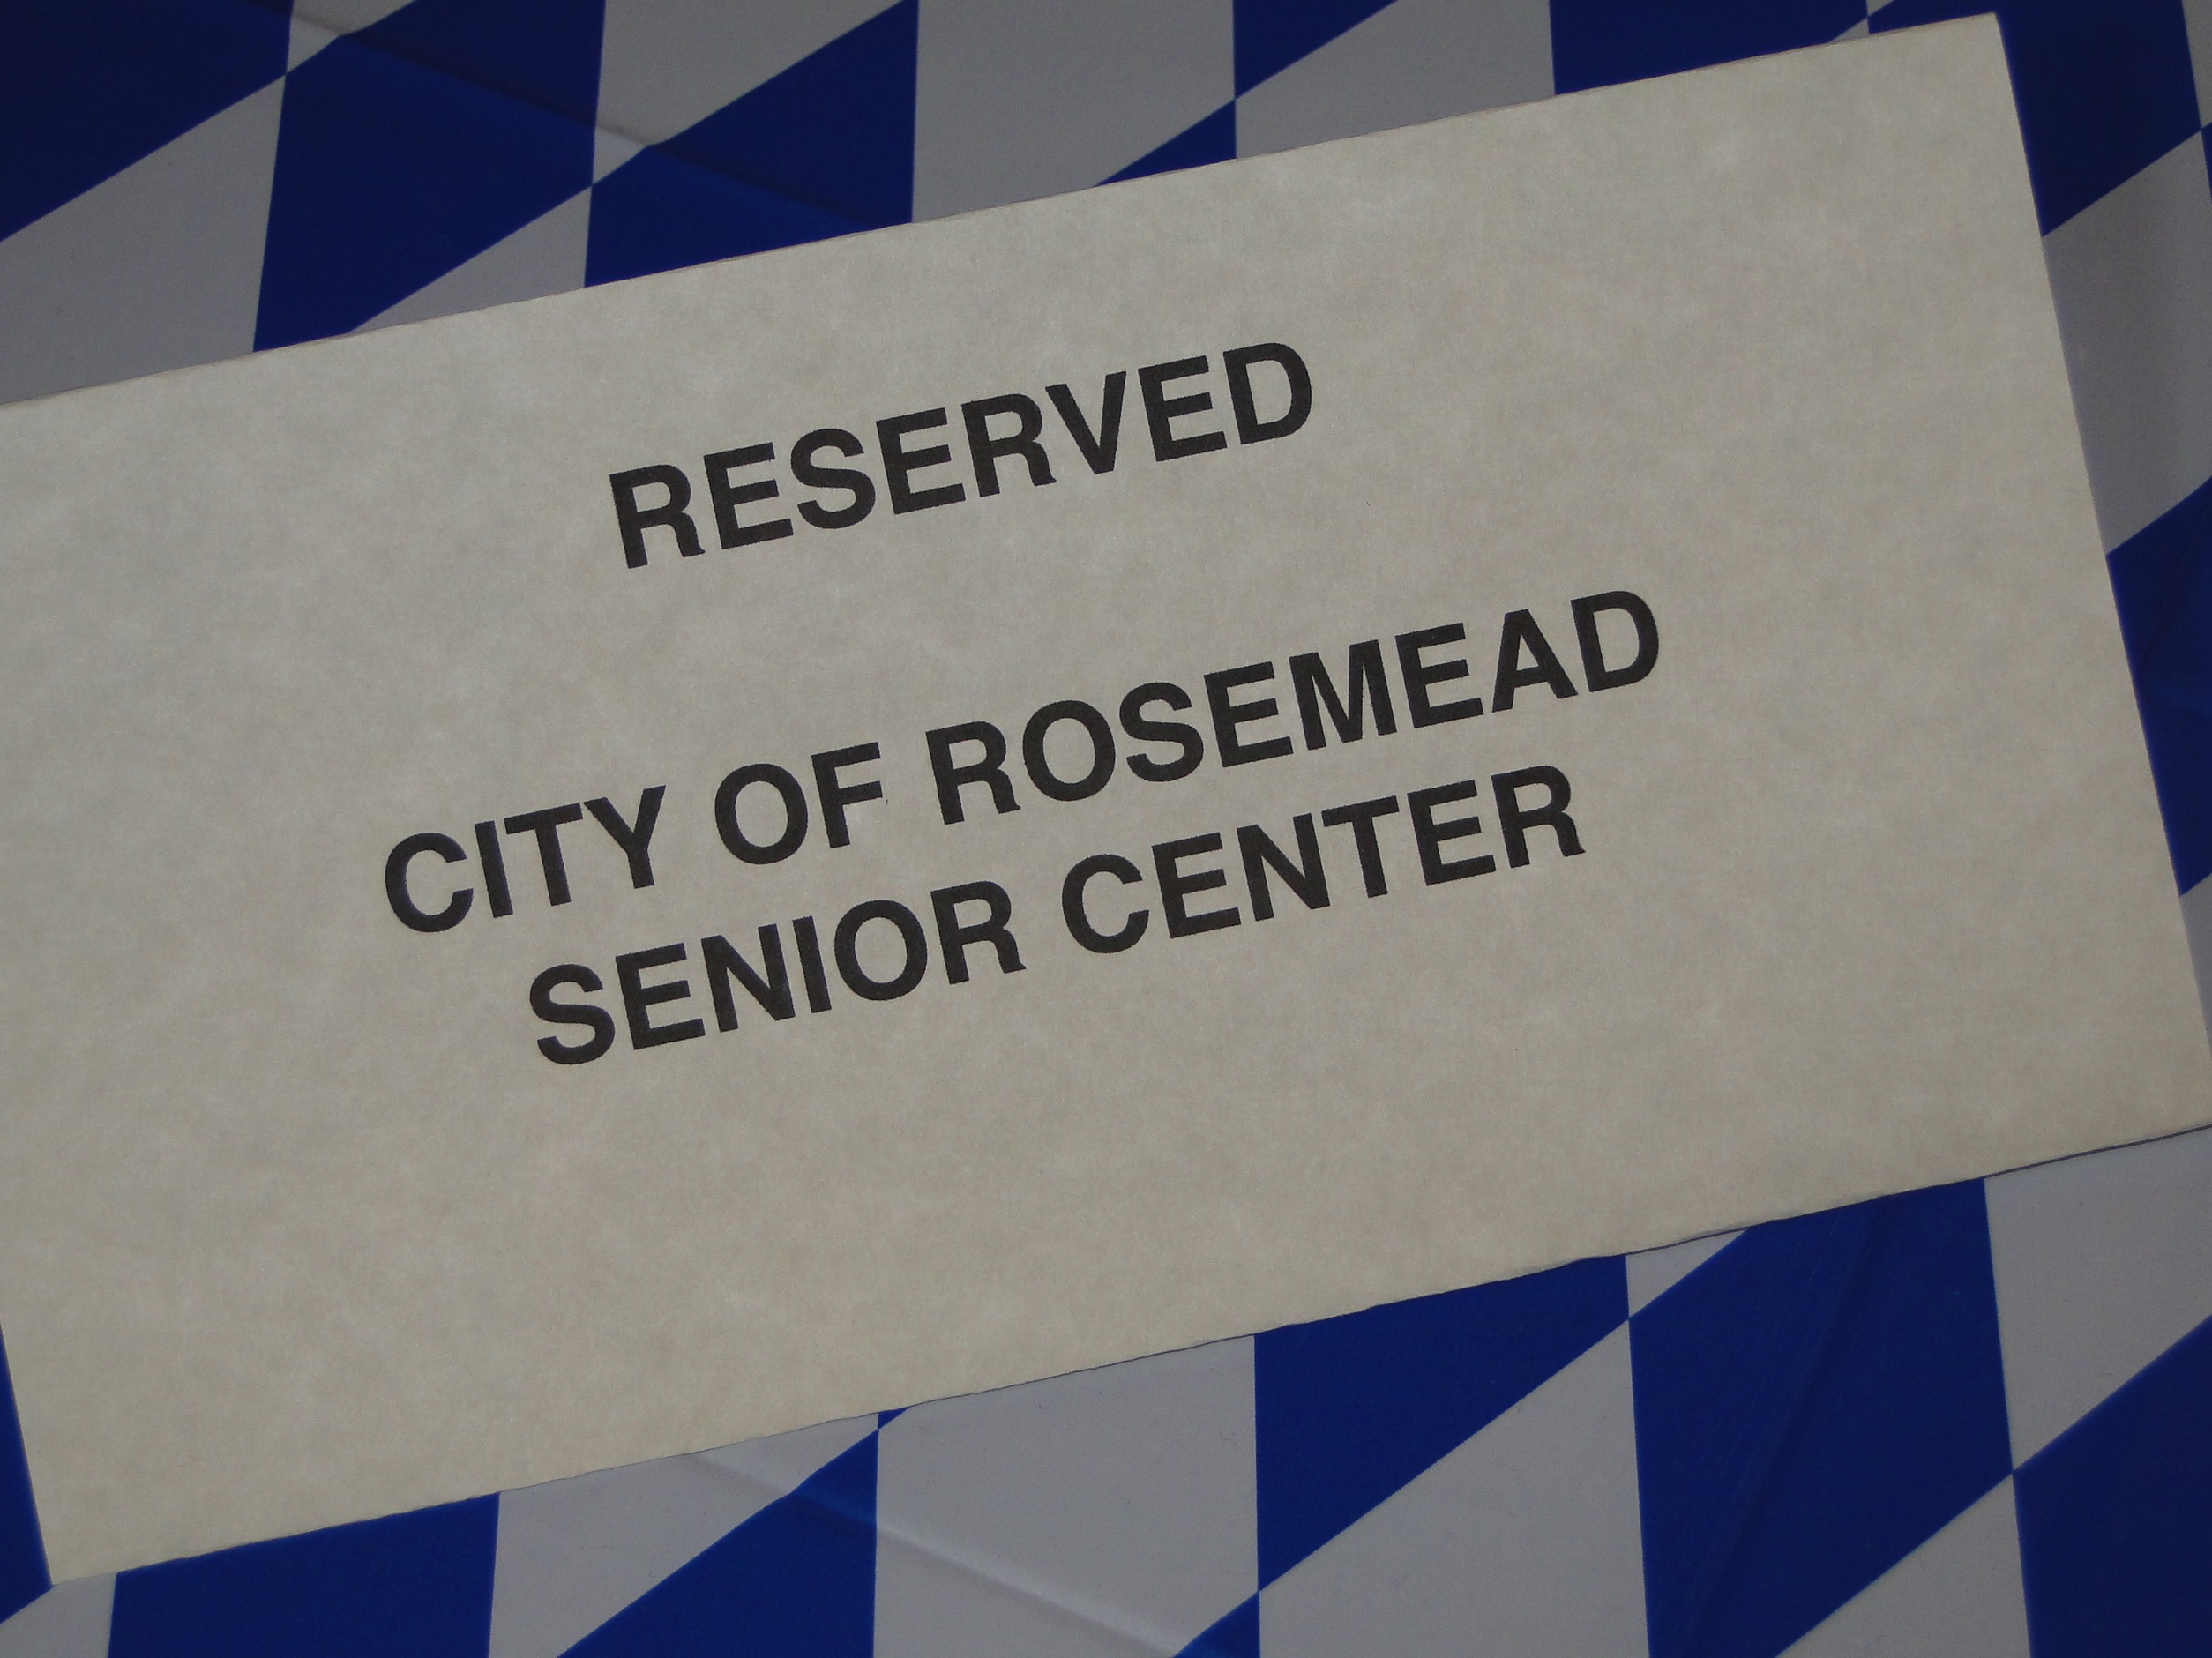 RESERVED
CITY OF ROSEMEAD
SENIOR CENTER